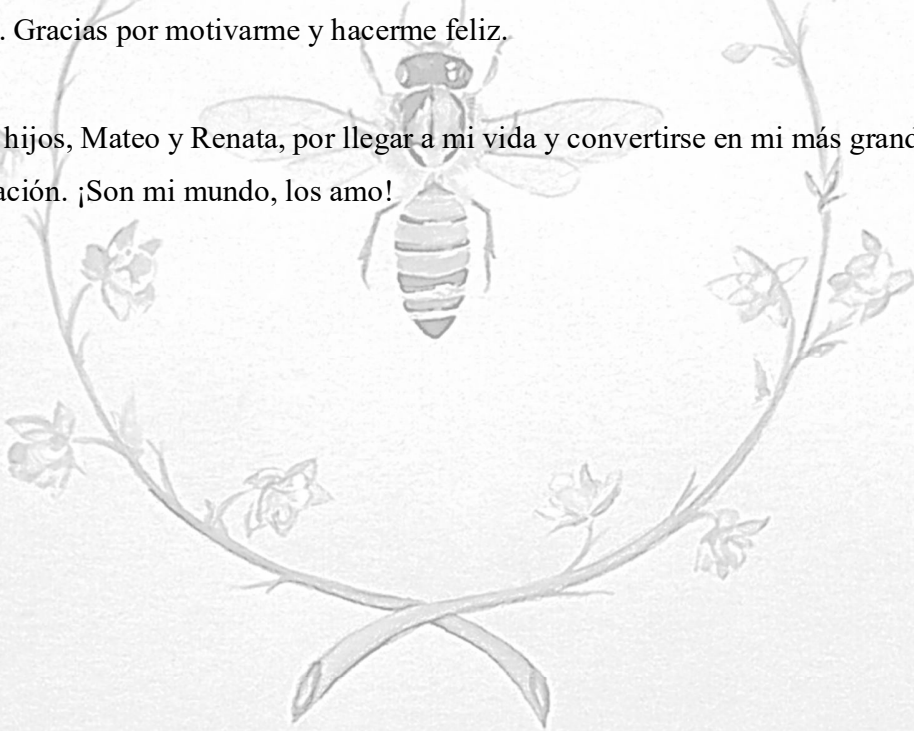 . Gracias por motivarme y hacerme feliz.
hijos, Mateo y Renata, por llegar a mi vida y convertirse en mi más grand
ación. ¡Son mi mundo, los amo!